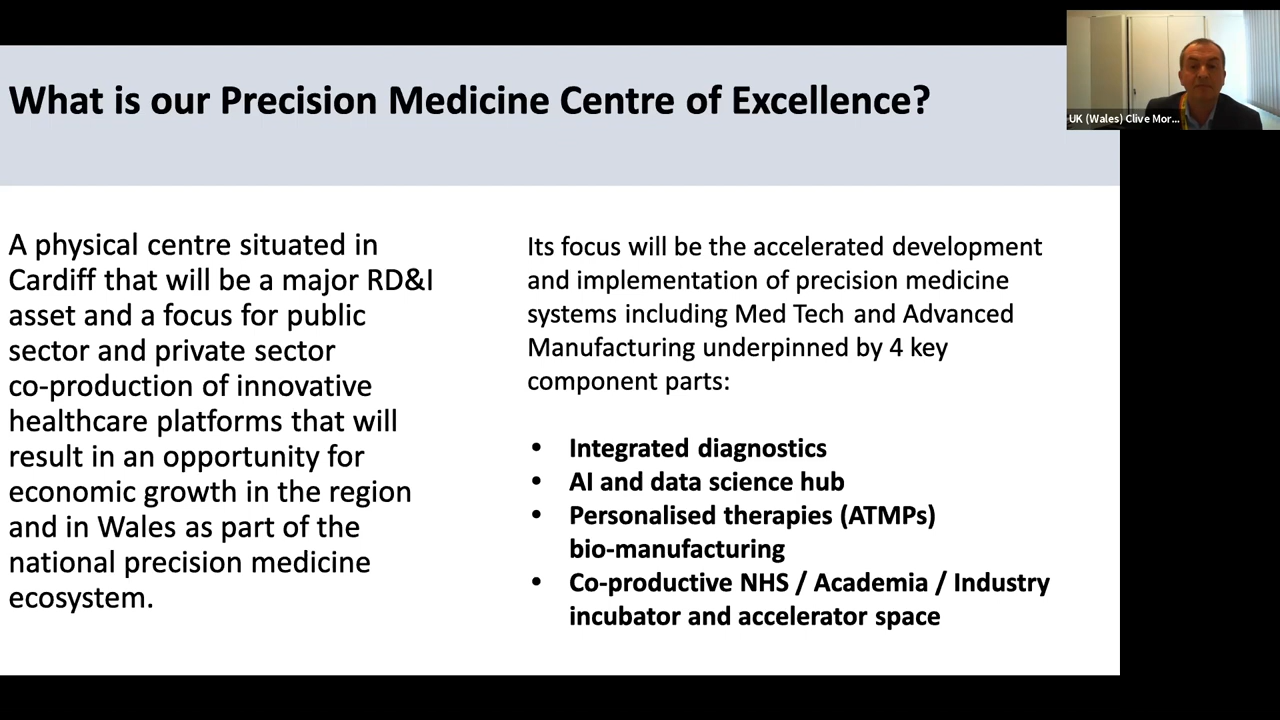 What is our Precision Medicine Centre of Excellence?
UK (Wales) Clive Mor...
A physical centre situated in
Cardiff that will be a major RD&I
asset and a focus for public
sector and private sector
co-production of innovative
healthcare platforms that will
result in an opportunity for
economic growth in the region
and in Wales as part of the
national precision medicine
ecosystem.
Its focus will be the accelerated development
and implementation of precision medicine
systems including Med Tech and Advanced
Manufacturing underpinned by 4 key
component parts:
• Integrated diagnostics
• AI and data science hub
• Personalised therapies (ATMPs)
bio-manufacturing
• Co-productive NHS / Academia / Industry
incubator and accelerator space